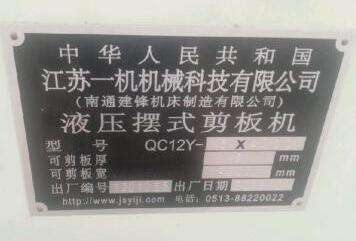 中华人民共和国
江苏一机机械科技有限公司
(南通建锋机床制造有限公司)
液压摆式剪板机
型号 QC12Y- X
可剪板厚 mm
可剪板宽 mm
出厂编号 出厂日期
http://www.jsyiji.com 电话：0513-88220022